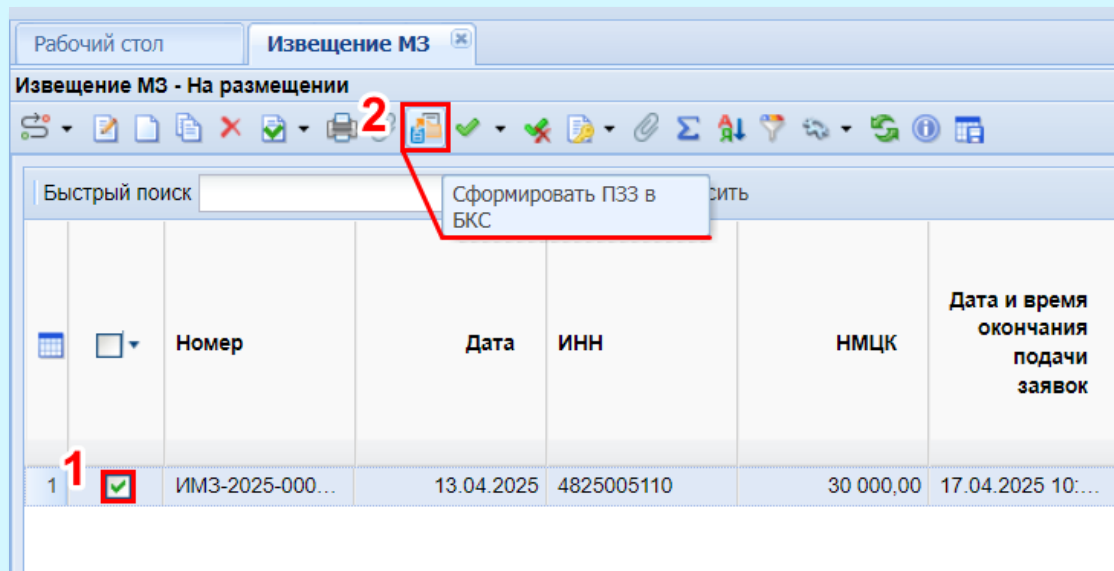 Рабочий стол
Извещение МЗ
Извещение МЗ - На размещении
2
Быстрый поиск
Сформировать ПЗЗ в
БКС
сить
Номер
Дата
ИНН
НМЦК
Дата и время
окончания
подачи
заявок
1
1
ИМЗ-2025-000...
13.04.2025
4825005110
30 000,00
17.04.2025 10:...